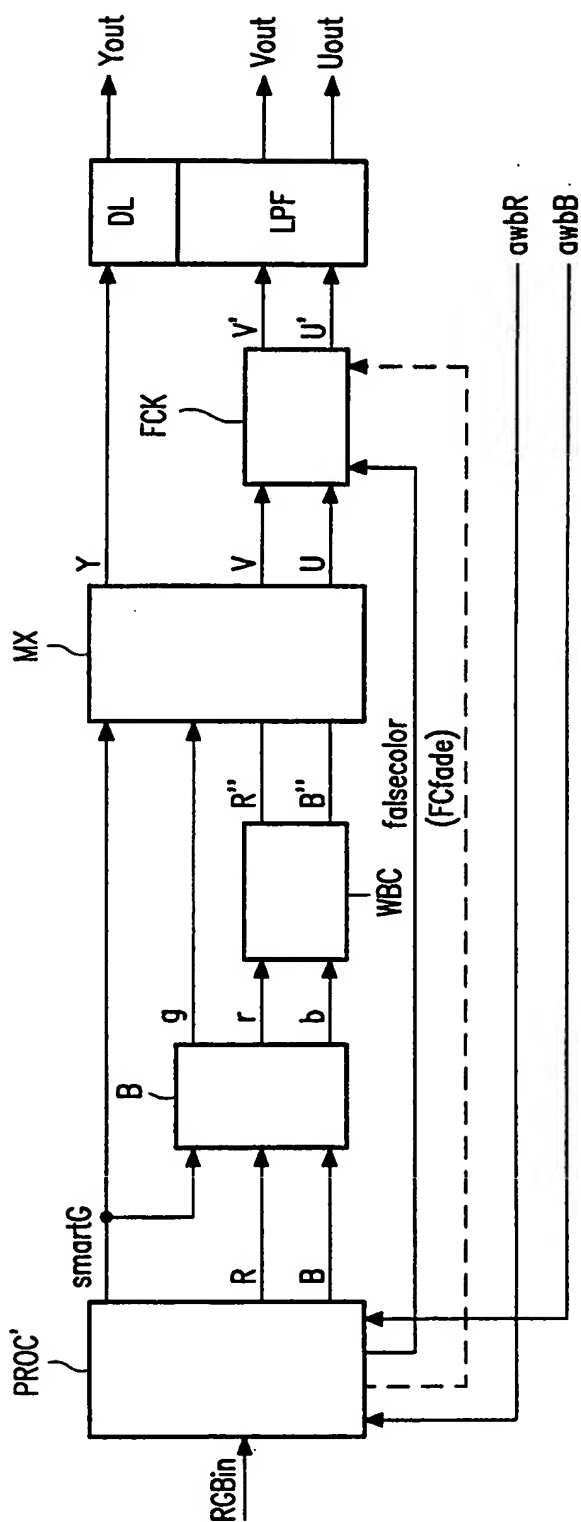 RGBin
PROC'
smartG
R
B
B
g
r
b
WBC
R''
B''
MX
Y
V
U
falsecolor
(FCfade)
FCK
V'
U'
DL
LPF
Yout
Vout
Uout
awbR
awbB